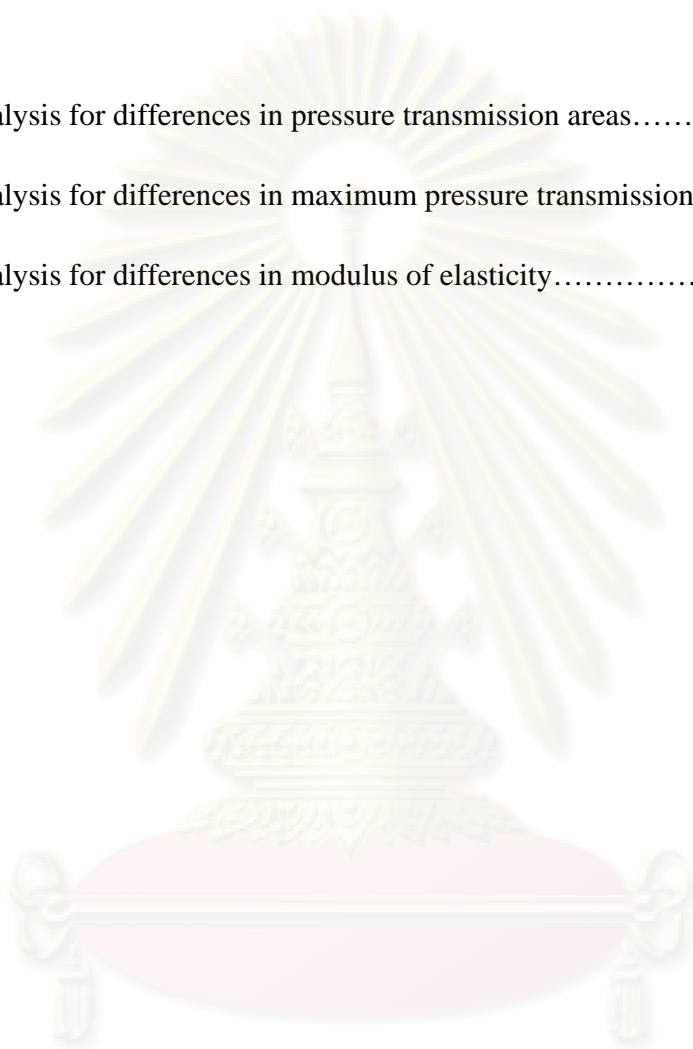 alysis for differences in pressure transmission areas……
alysis for differences in maximum pressure transmission
alysis for differences in modulus of elasticity……………